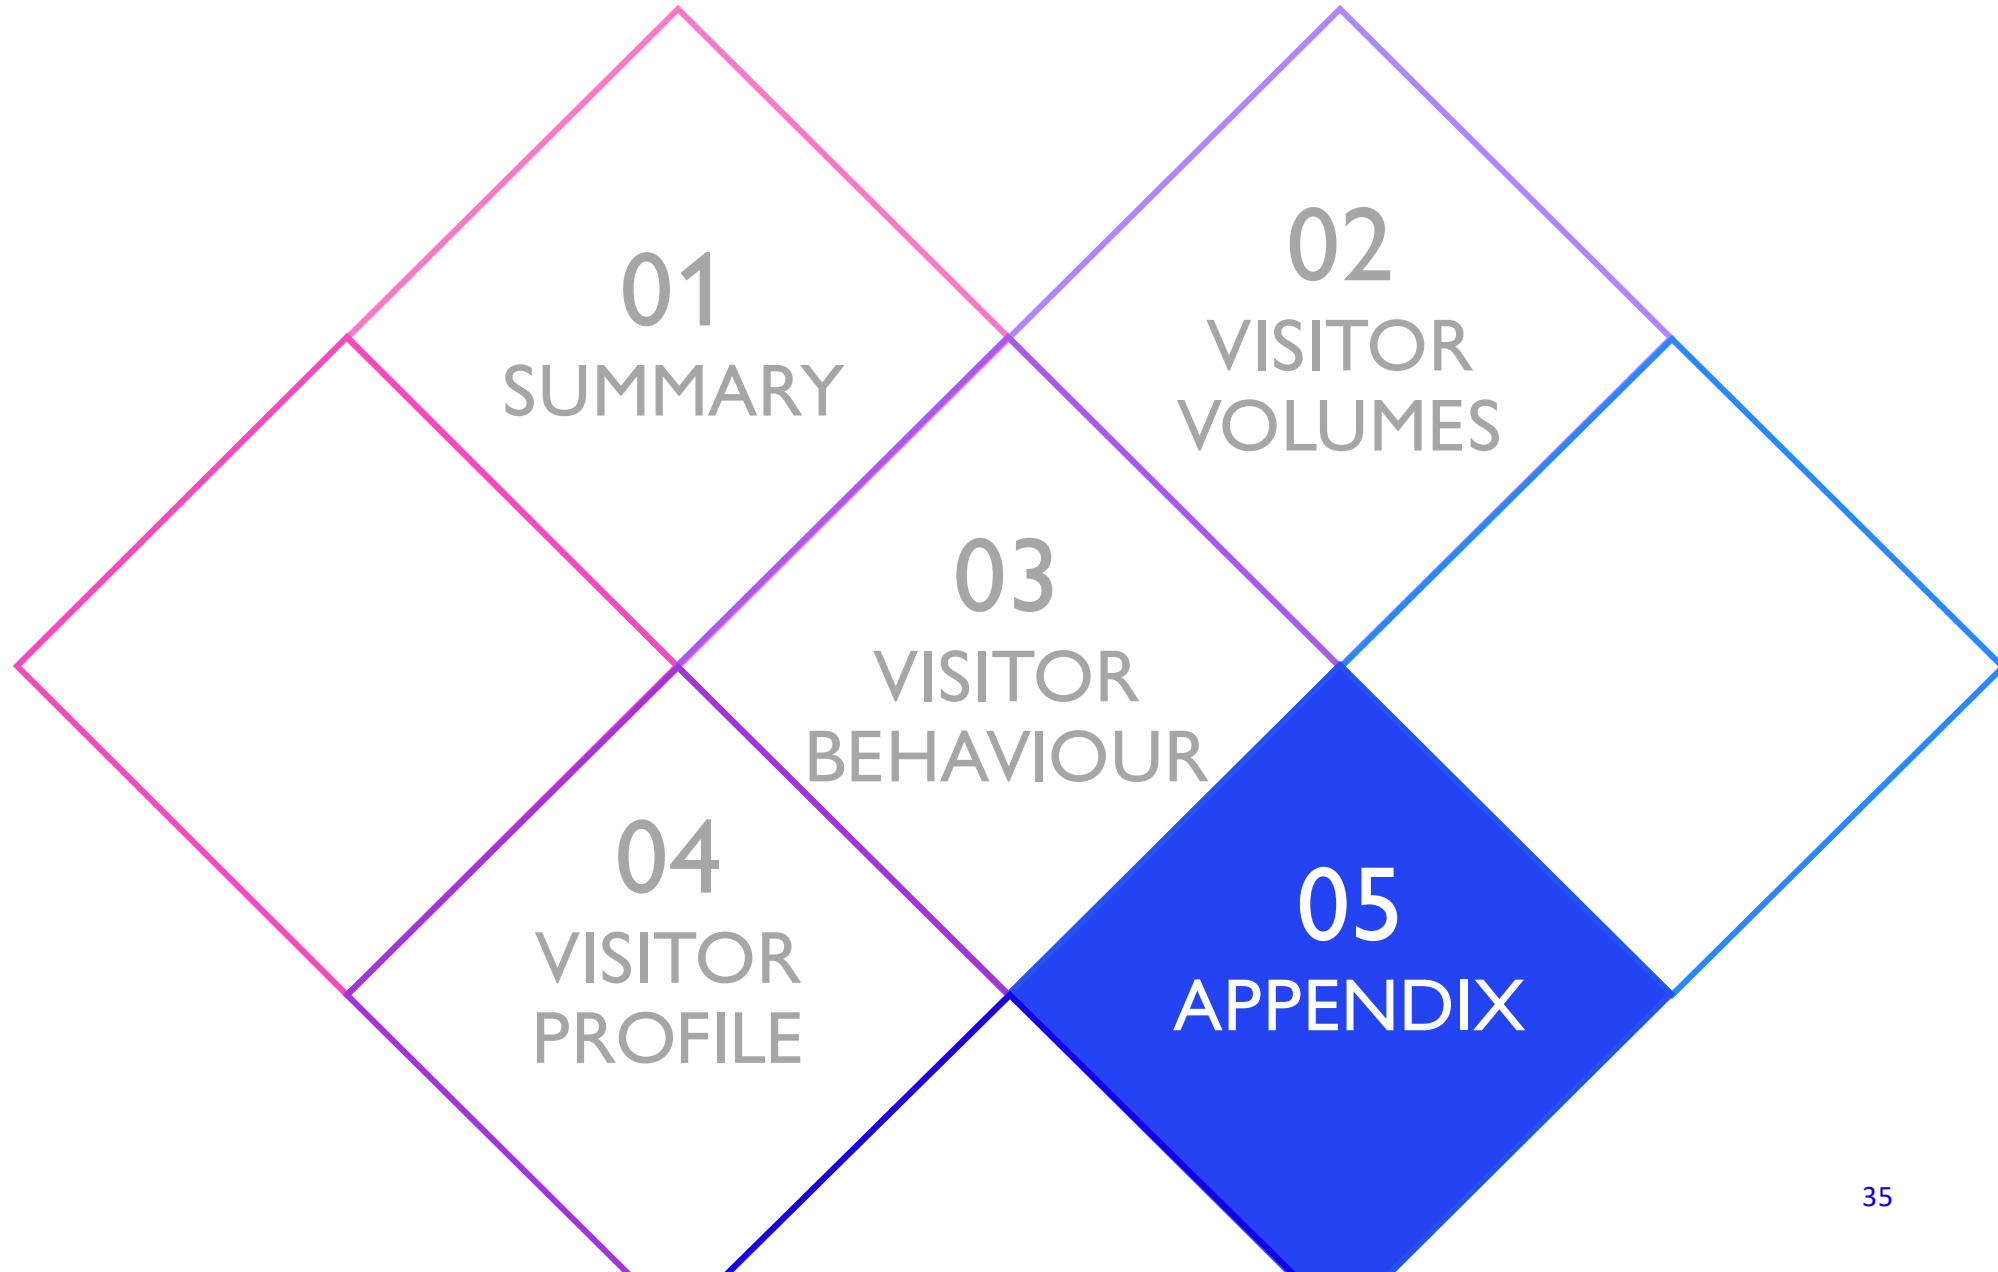 01
SUMMARY
02
VISITOR
VOLUMES
03
VISITOR
BEHAVIOUR
04
VISITOR
PROFILE
05
APPENDIX
35